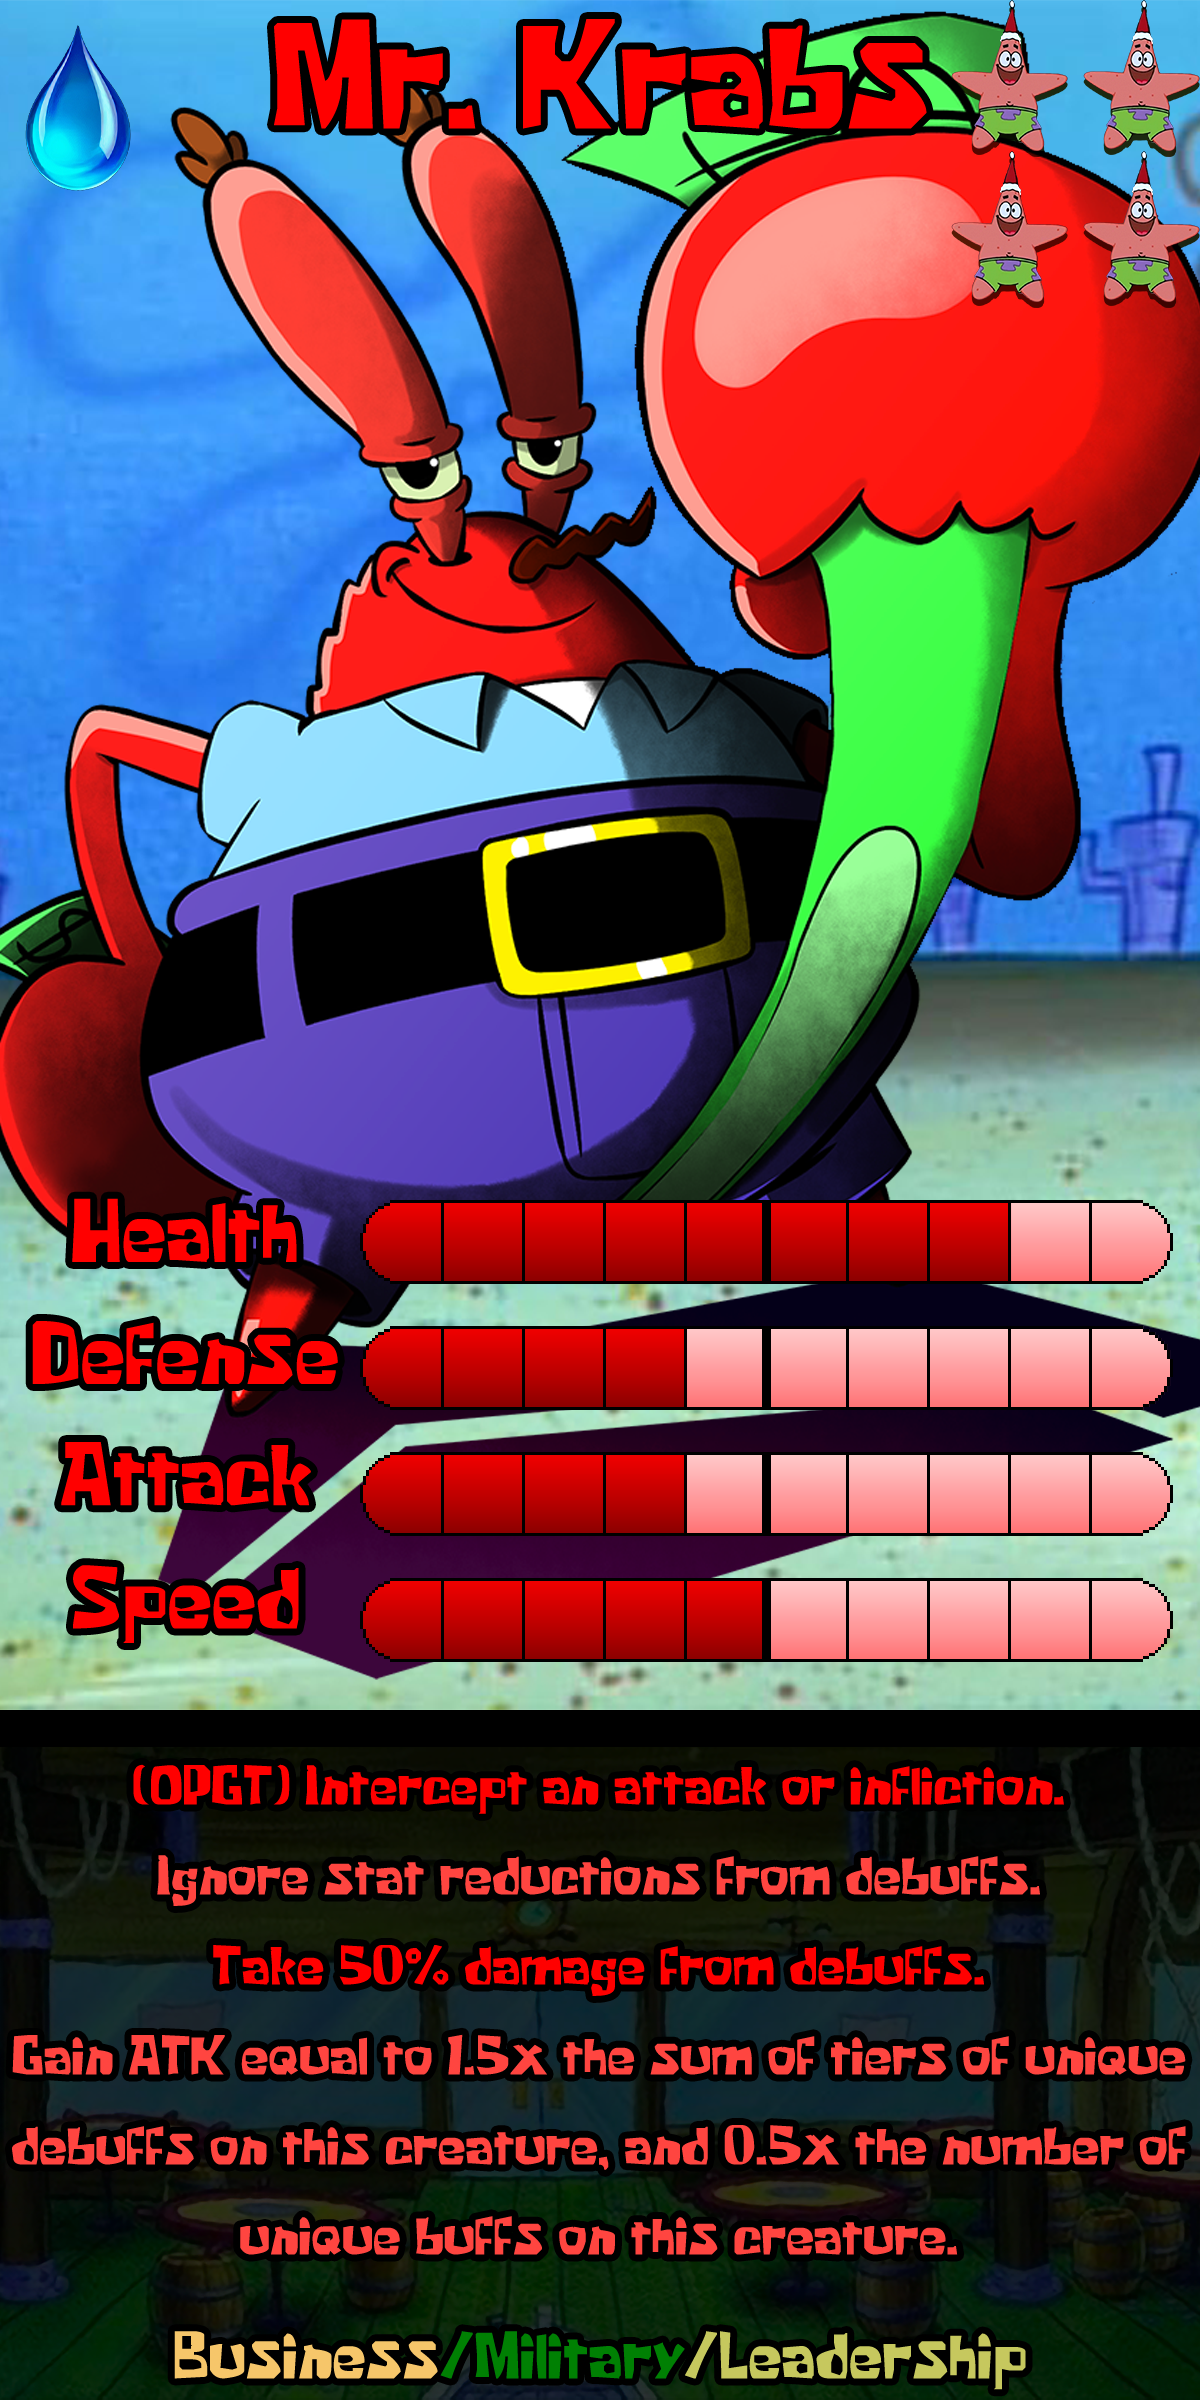 Mr. Krabs
Health
Defense
Attack
Speed
(OPGT) Intercept an attack or infliction.
Ignore stat reductions from debuffs.
Take 50% damage from debuffs.
Gain ATK equal to 1.5x the sum of tiers of unique
debuffs on this creature, and 0.5x the number of
unique buffs on this creature.
Business/Military/Leadership